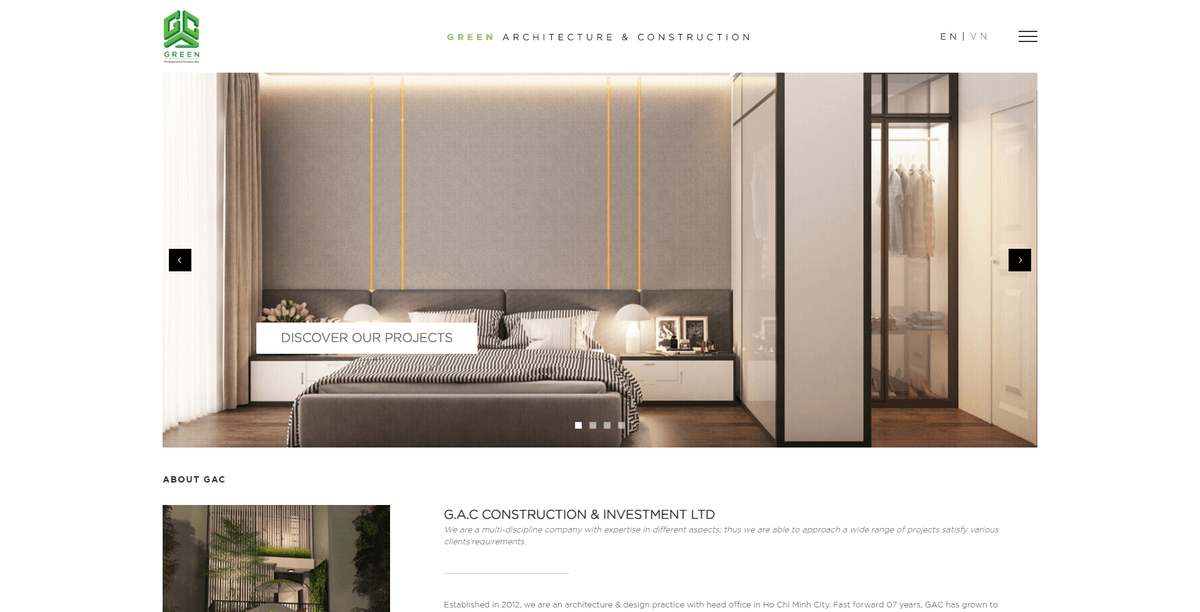 GAC
GREEN
Architecture & Construction
GREEN ARCHITECTURE & CONSTRUCTION
EN | VN
DISCOVER OUR PROJECTS
ABOUT GAC
G.A.C CONSTRUCTION & INVESTMENT LTD
We are a multi-discipline company with expertise in different aspects; thus we are able to approach a wide range of projects satisfy various
clients'requirements.
Established in 2012, we are an architecture & design practice with head office in Ho Chi Minh City. Fast forward 07 years, GAC has grown to